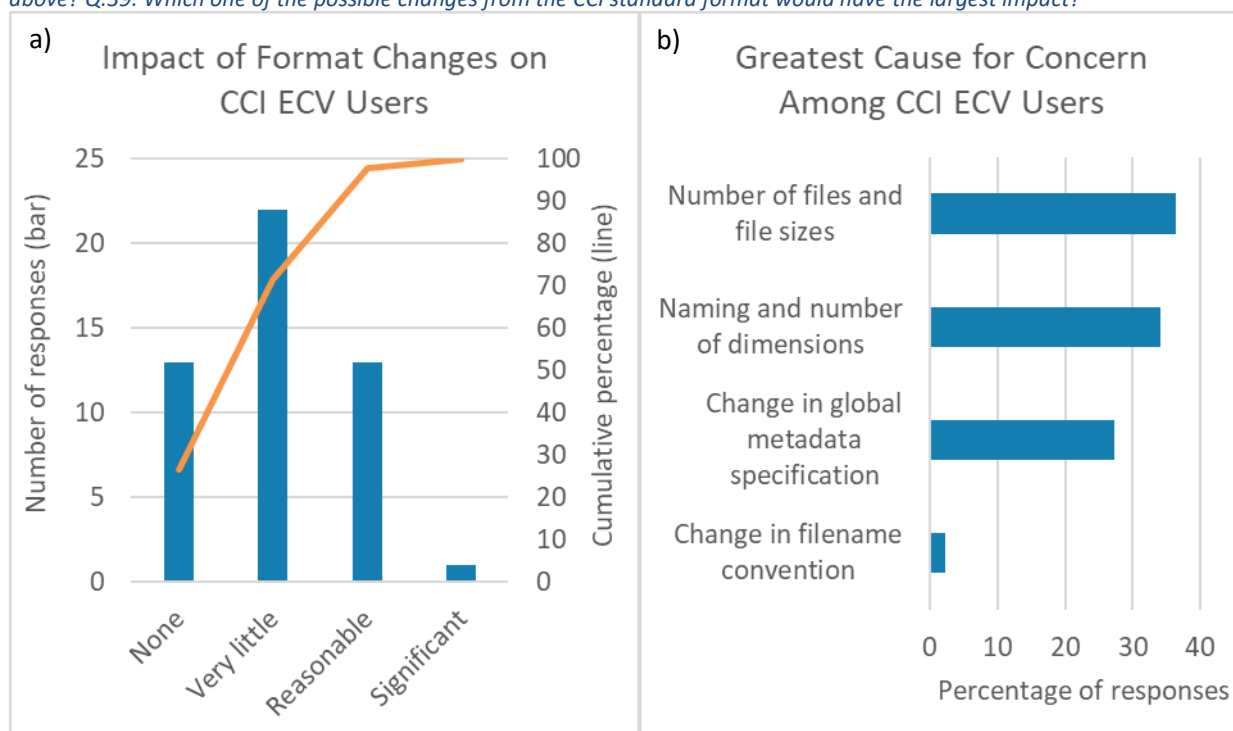 above? Q.39: Which one of the possible changes from the CCI standard format would have the largest impact?
a)
Impact of Format Changes on
CCI ECV Users
Number of responses (bar)
25
20
15
10
5
0
100
90
80
70
60
50
40
30
20
10
0
Cumulative percentage (line)
None
Very little
Reasonable
Significant
b)
Greatest Cause for Concern
Among CCI ECV Users
Number of files and
file sizes
Naming and number
of dimensions
Change in global
metadata
specification
Change in filename
convention
0 10 20 30 40
Percentage of responses